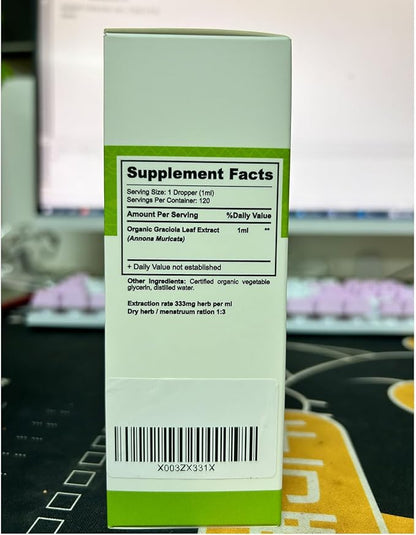 Supplement Facts
Serving Size: 1 Dropper (1ml)
Servings Per Container: 120
Amount Per Serving %Daily Value
Organic Graciola Leaf Extract 1ml **
(Annona Muricata)
+ Daily Value not established
Other Ingredients: Certified organic vegetable
glycerin, distilled water.
Extraction rate 333mg herb per ml
Dry herb / menstruum ration 1:3
X003ZX331X